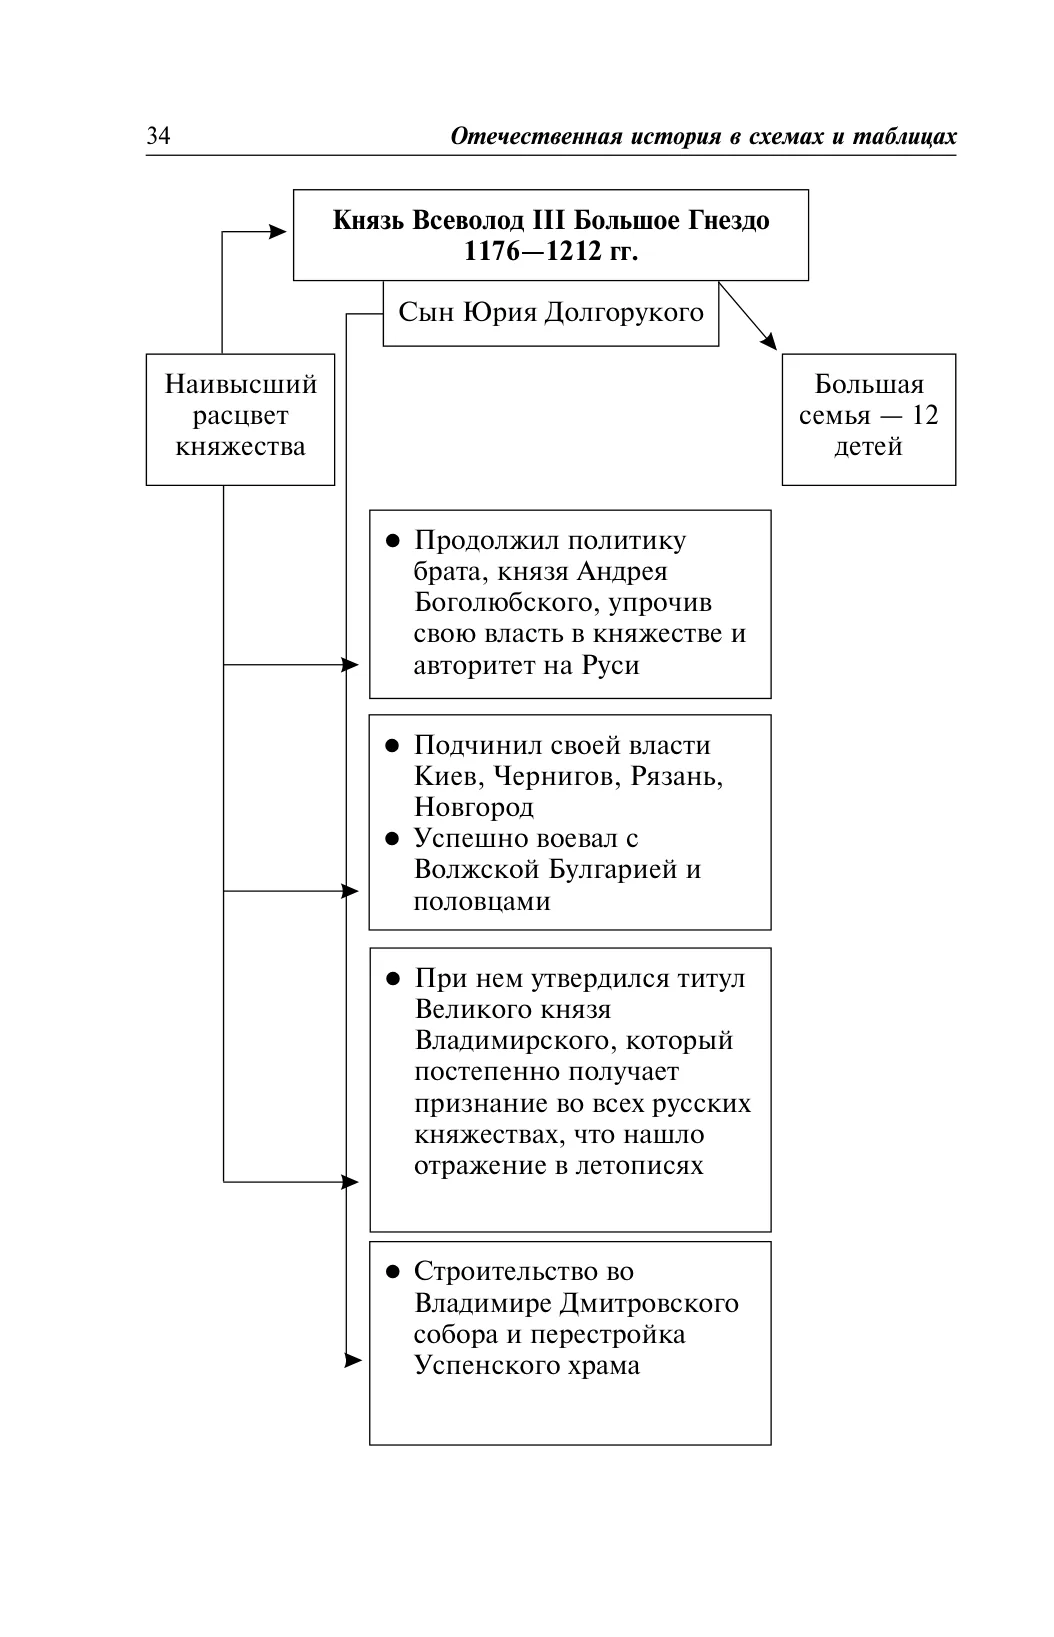 34
Отечественная история в схемах и таблицах
Князь Всеволод III Большое Гнездо
1176—1212 гг.
Сын Юрия Долгорукого
Наивысший
расцвет
княжества
Большая
семья — 12
детей
● Продолжил политику
брата, князя Андрея
Боголюбского, упрочив
свою власть в княжестве и
авторитет на Руси
● Подчинил своей власти
Киев, Чернигов, Рязань,
Новгород
● Успешно воевал с
Волжской Булгарией и
половцами
● При нем утвердился титул
Великого князя
Владимирского, который
постепенно получает
признание во всех русских
княжествах, что нашло
отражение в летописях
● Строительство во
Владимире Дмитровского
собора и перестройка
Успенского храма